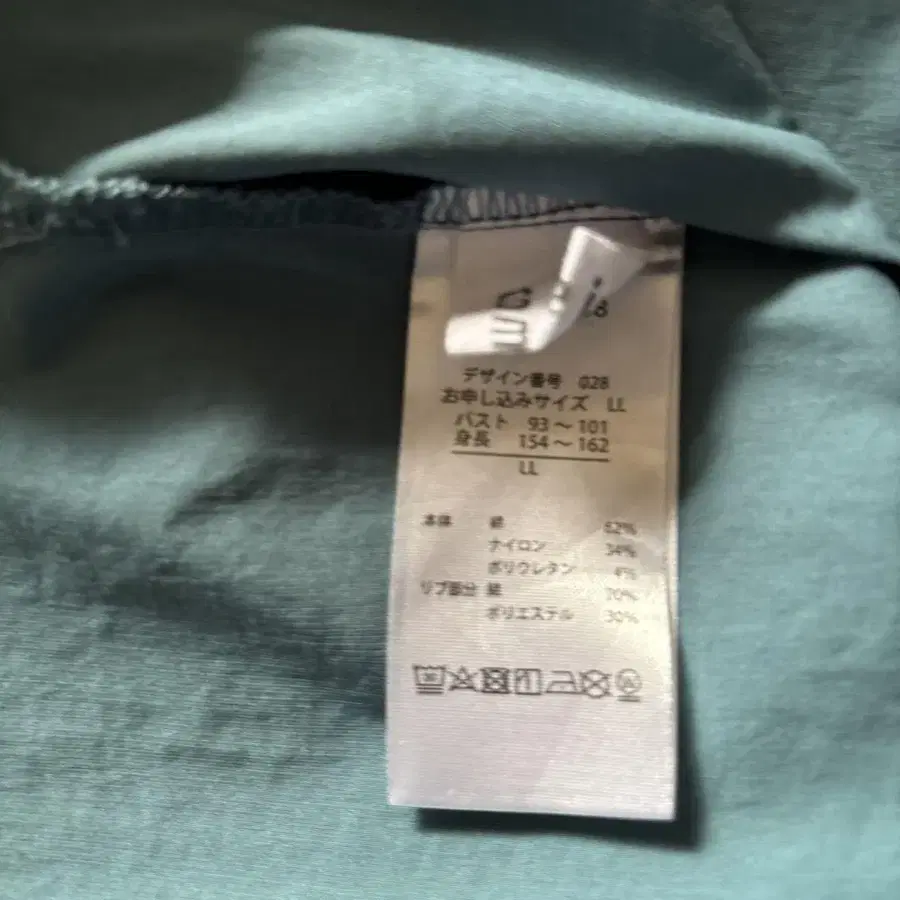 デザイン番号 028
お申し込みサイズ LL
バスト 93～101
身長 154～162
LL
本体 綿 62%
ナイロン 34%
ポリウレタン 4%
リブ部分 綿 70%
ポリエステル 30%